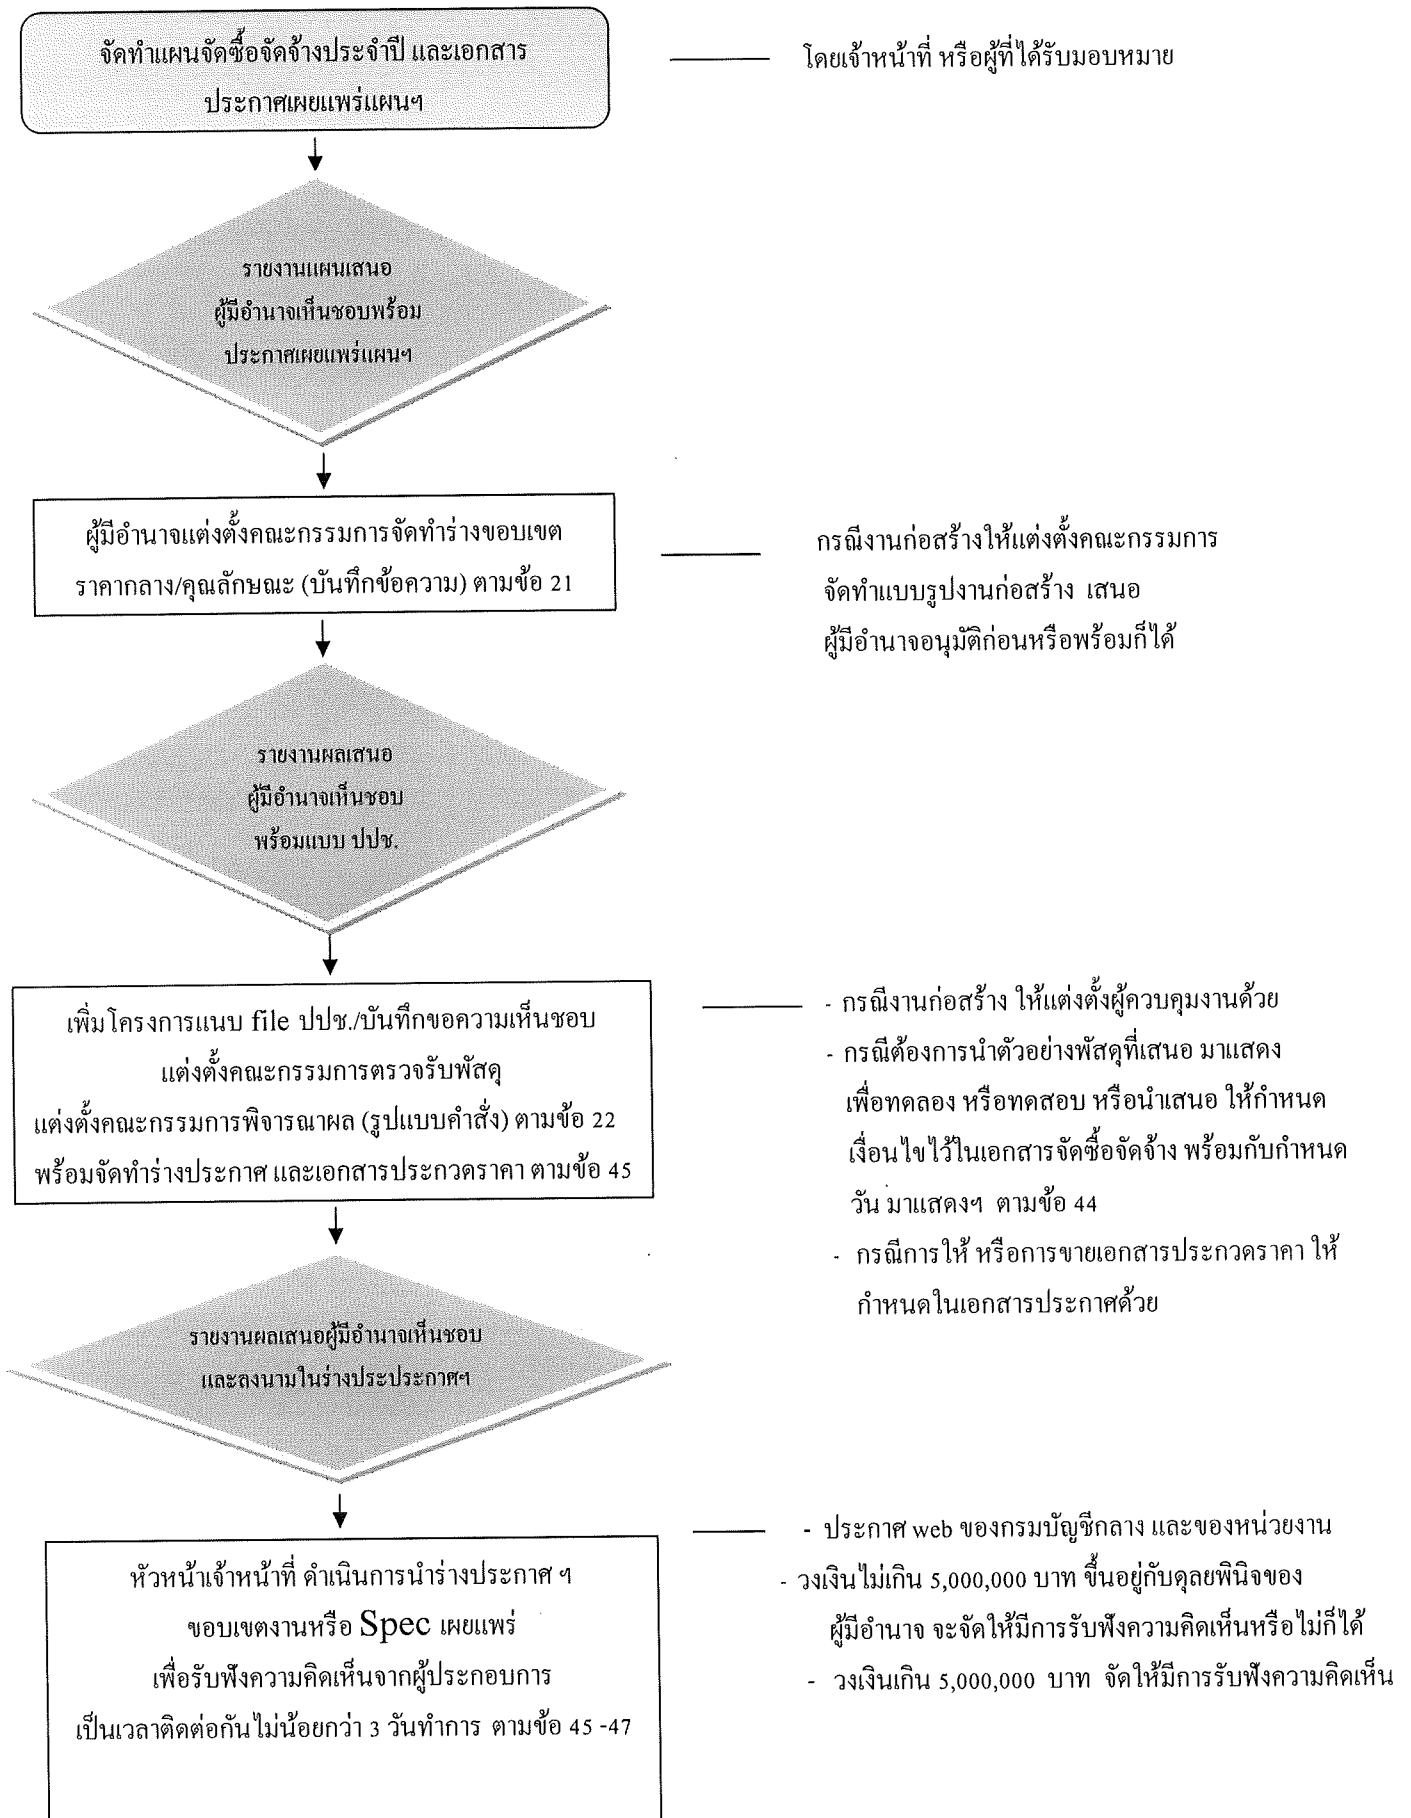 จัดทำแผนจัดซื้อจัดจ้างประจำปี และเอกสาร
ประกาศเผยแพร่แผนฯ
โดยเจ้าหน้าที่ หรือผู้ที่ได้รับมอบหมาย
รายงานแผนเสนอ
ผู้มีอำนาจเห็นชอบพร้อม
ประกาศเผยแพร่แผนฯ
ผู้มีอำนาจแต่งตั้งคณะกรรมการจัดทำร่างขอบเขต
ราคากลาง/คุณลักษณะ (บันทึกข้อความ) ตามข้อ 21
กรณีงานก่อสร้างให้แต่งตั้งคณะกรรมการ
จัดทำแบบรูปงานก่อสร้าง เสนอ
ผู้มีอำนาจอนุมัติก่อนหรือพร้อมก็ได้
รายงานผลเสนอ
ผู้มีอำนาจเห็นชอบ
พร้อมแบบ ปปช.
เพิ่มโครงการแนบ file ปปช./บันทึกขอความเห็นชอบ
แต่งตั้งคณะกรรมการตรวจรับพัสดุ
แต่งตั้งคณะกรรมการพิจารณาผล (รูปแบบคำสั่ง) ตามข้อ 22
พร้อมจัดทำร่างประกาศ และเอกสารประกวดราคา ตามข้อ 45
- กรณีงานก่อสร้าง ให้แต่งตั้งผู้ควบคุมงานด้วย
- กรณีต้องการนำตัวอย่างพัสดุที่เสนอ มาแสดง
เพื่อทดลอง หรือทดสอบ หรือนำเสนอ ให้กำหนด
เงื่อนไขไว้ในเอกสารจัดซื้อจัดจ้าง พร้อมกับกำหนด
วัน มาแสดงฯ ตามข้อ 44
- กรณีการให้ หรือการขายเอกสารประกวดราคา ให้
กำหนดในเอกสารประกาศด้วย
รายงานผลเสนอผู้มีอำนาจเห็นชอบ
และลงนามในร่างประประกาศฯ
หัวหน้าเจ้าหน้าที่ ดำเนินการนำร่างประกาศ ฯ
ขอบเขตงานหรือ Spec เผยแพร่
เพื่อรับฟังความคิดเห็นจากผู้ประกอบการ
เป็นเวลาติดต่อกันไม่น้อยกว่า 3 วันทำการ ตามข้อ 45 -47
- ประกาศ web ของกรมบัญชีกลาง และของหน่วยงาน
- วงเงินไม่เกิน 5,000,000 บาท ขึ้นอยู่กับดุลยพินิจของ
ผู้มีอำนาจ จะจัดให้มีการรับฟังความคิดเห็นหรือไม่ก็ได้
- วงเงินเกิน 5,000,000 บาท จัดให้มีการรับฟังความคิดเห็น